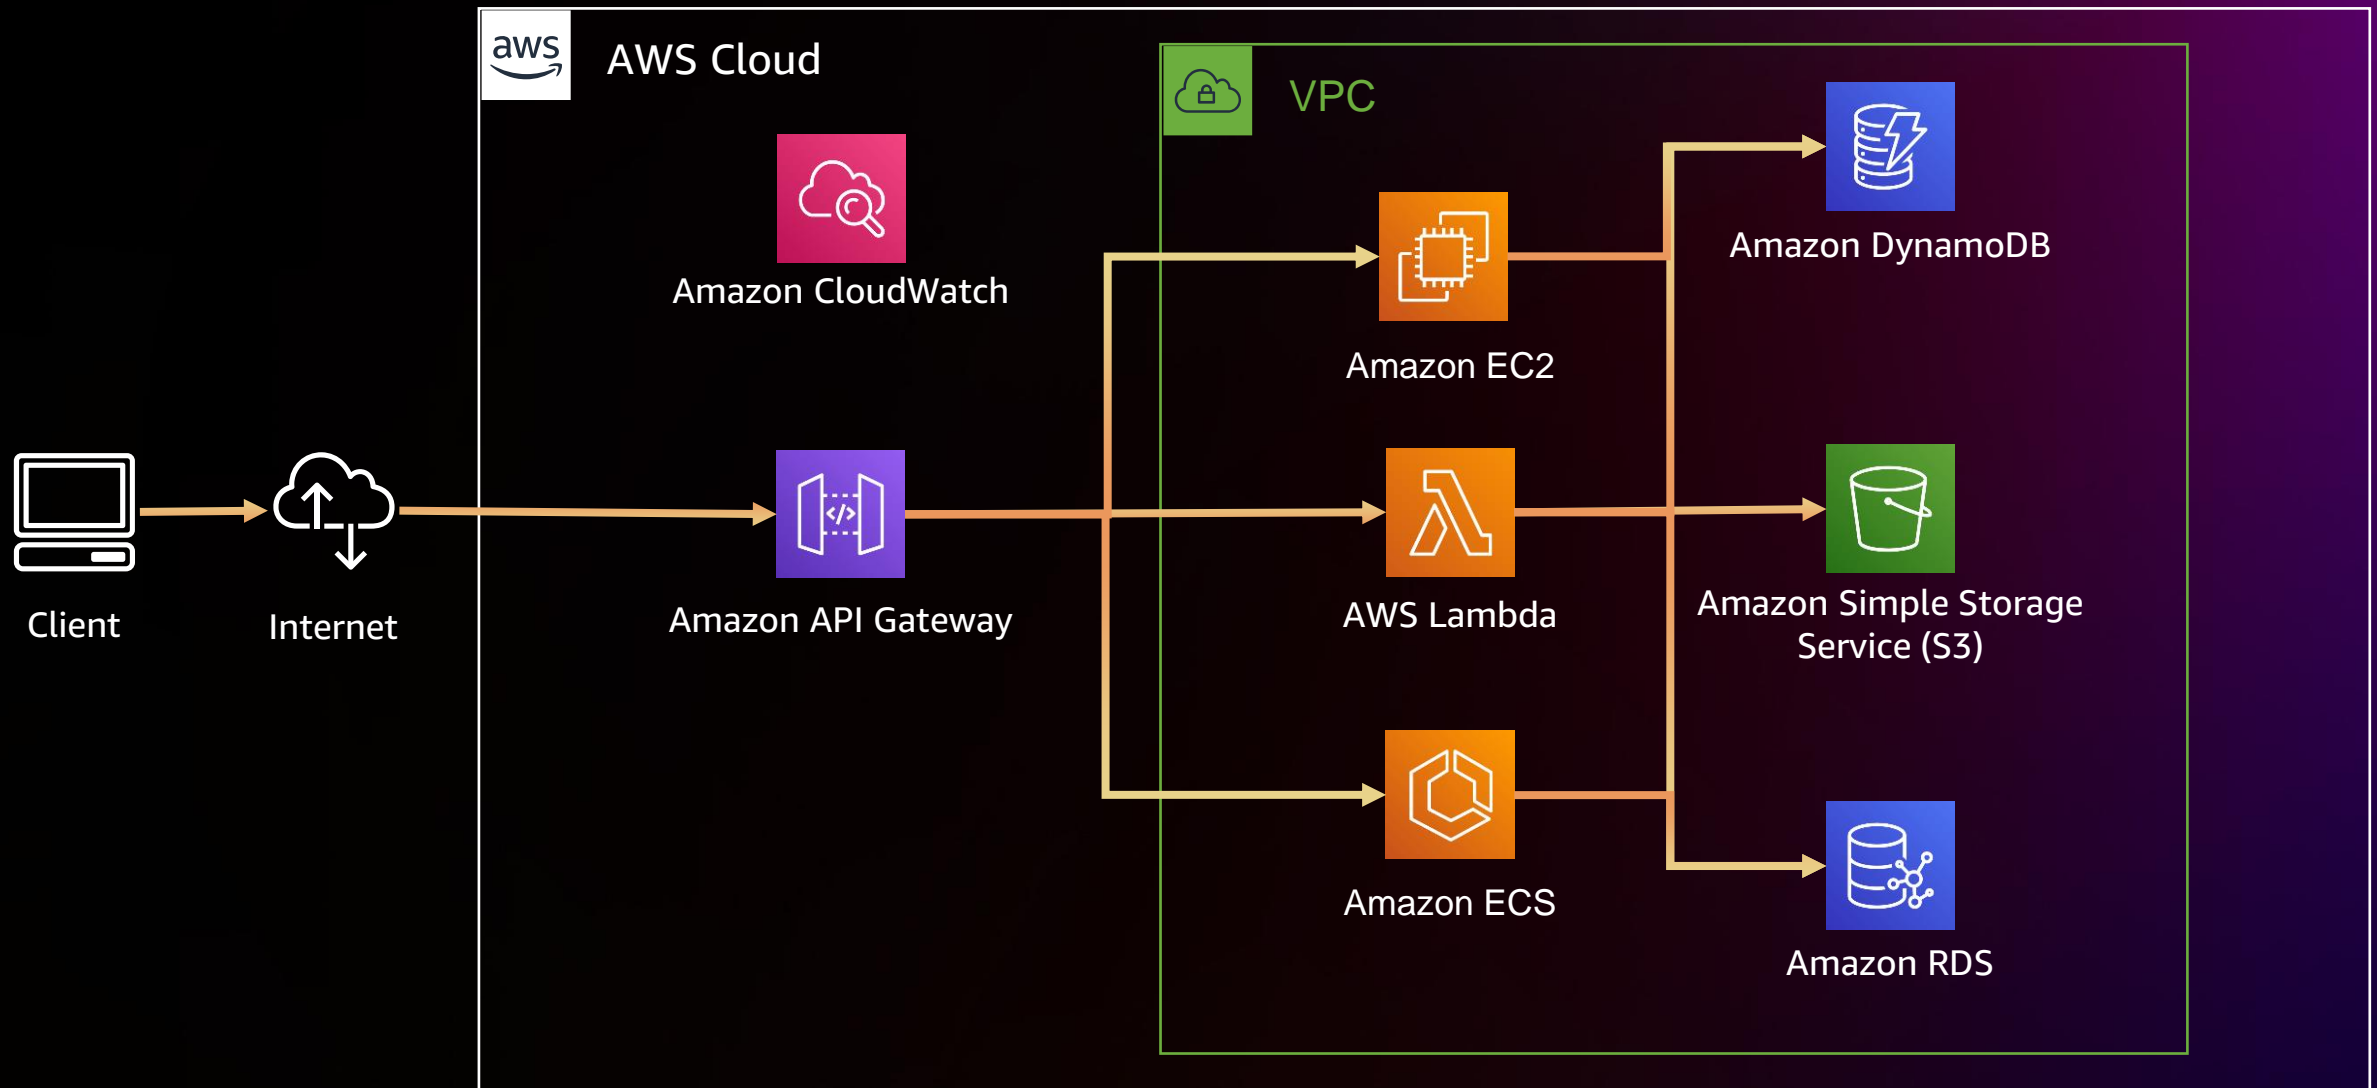 aws
AWS Cloud
VPC
Amazon CloudWatch
Amazon DynamoDB
Amazon EC2
</>
Client
Internet
Amazon API Gateway
AWS Lambda
Amazon Simple Storage
Service (S3)
Amazon ECS
Amazon RDS